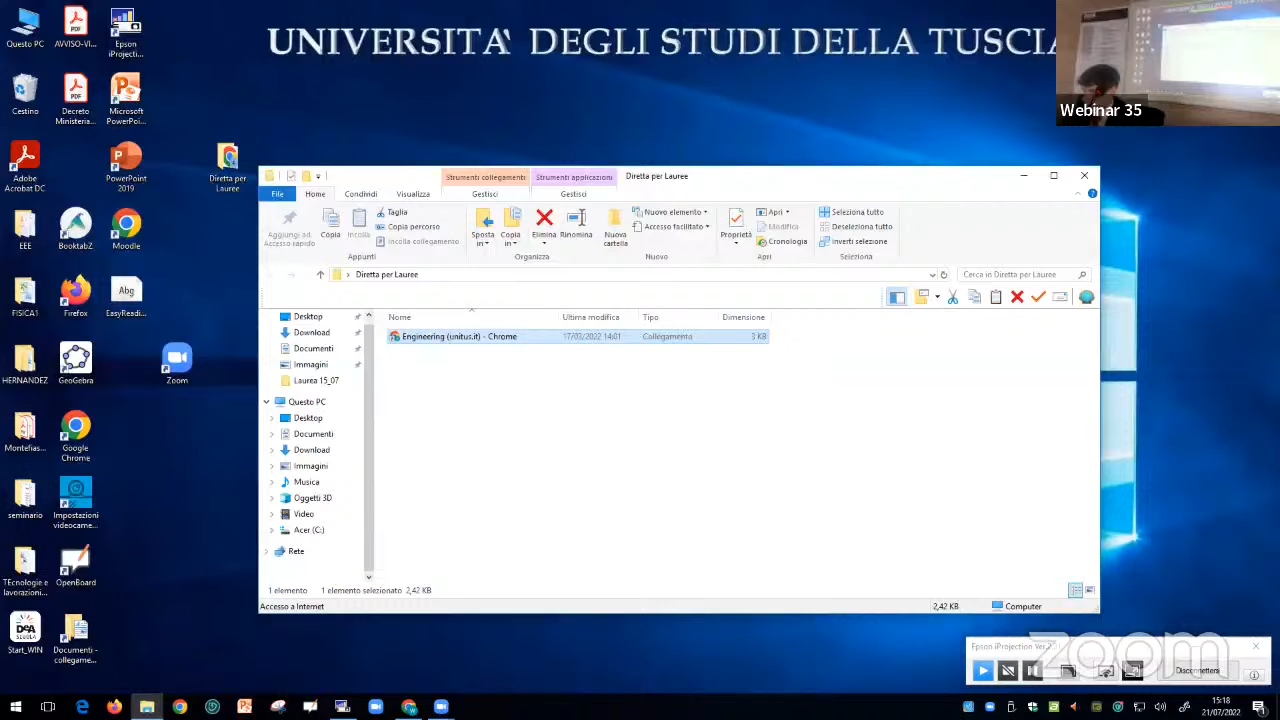 UNIVERSITA' DEGLI STUDI DELLA TUSCIA
Webinar 35
Questo PC
AVVISO-VI...
Epson
iProjecti...
Cestino
Decreto
Ministeria...
Microsoft
PowerPoi...
Adobe
Acrobat DC
PowerPoint
2019
Diretta per
Lauree
EEE
BooktabZ
Moodle
FISICA1
Firefox
Abg
EasyReadi...
HERNANDEZ
GeoGebra
Zoom
Montefias...
Google
Chrome
seminario
Impostazioni
videocame...
TEcnologie e
lavorazioni...
OpenBoard
DeA
SCUOLA
Start_WIN
Documenti -
collegame...
Strumenti collegamenti
Strumenti applicazioni
Diretta per Lauree
File
Home
Condividi
Visualizza
Gestisci
Gestisci
Aggiungi ad
Accesso rapido
Copia
Incolla
Taglia
Copia percorso
Incolla collegamento
Appunti
Sposta
in
Copia
in
Elimina
Rinomina
Organizza
Nuova
cartella
Nuovo elemento
Accesso facilitato
Nuovo
Proprietà
Apri
Modifica
Cronologia
Apri
Seleziona tutto
Deseleziona tutto
Inverti selezione
Seleziona
Diretta per Lauree
Cerca in Diretta per Lauree
Nome
Ultima modifica
Tipo
Dimensione
Engineering (unitus.it) - Chrome
17/03/2022 14:01
Collegamento
3 KB
Desktop
Download
Documenti
Immagini
Laurea 15_07
Questo PC
Desktop
Documenti
Download
Immagini
Musica
Oggetti 3D
Video
Acer (C:)
Rete
1 elemento
1 elemento selezionato 2,42 KB
Accesso a Internet
2,42 KB
Computer
Epson iProjection
zoom
Disconnettersi
15:18
21/07/2022